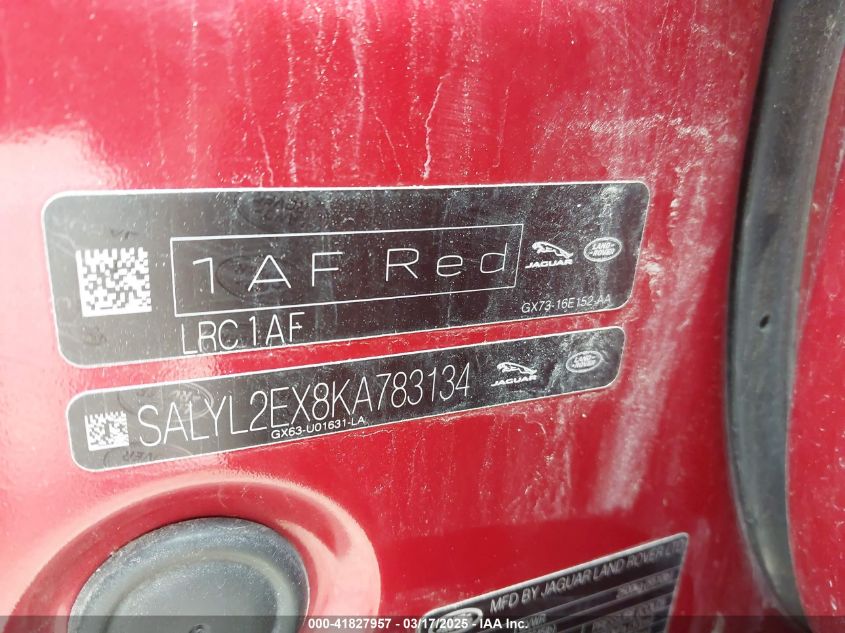 1AF Red
JAGUAR
LAND
ROVER
LRC1AF
GX73-16E152-AA
SALYL2EX8KA783134
JAGUAR
LAND
ROVER
GX63-U01631-LA
MFD BY JAGUAR LAND ROVER LTD
000-41827957 - 03/17/2025 - IAA Inc.